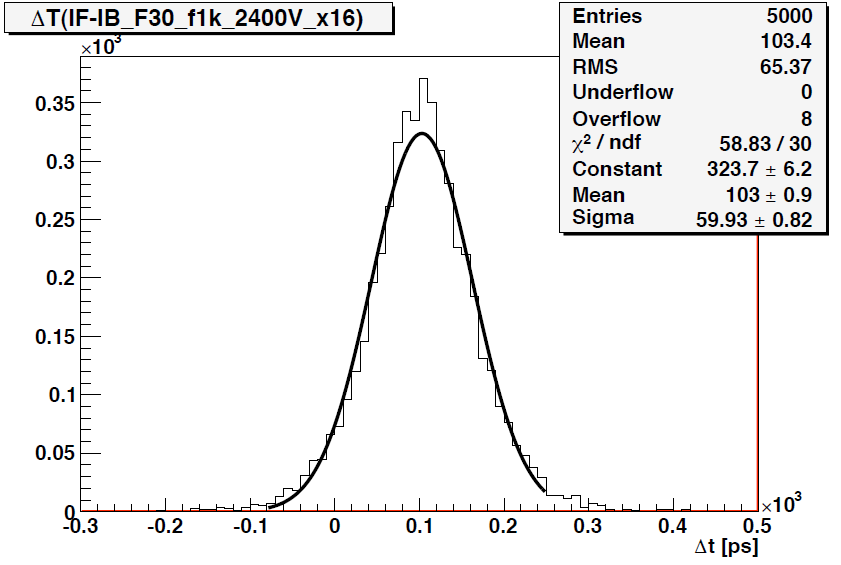 ΔT(IF-IB_F30_f1k_2400V_x16)
Entries 5000
Mean 103.4
RMS 65.37
Underflow 0
Overflow 8
χ² / ndf 58.83 / 30
Constant 323.7 ± 6.2
Mean 103 ± 0.9
Sigma 59.93 ± 0.82
×10³
0.35
0.3
0.25
0.2
0.15
0.1
0.05
0
-0.3 -0.2 -0.1 0 0.1 0.2 0.3 0.4 0.5
×10³
Δt [ps]